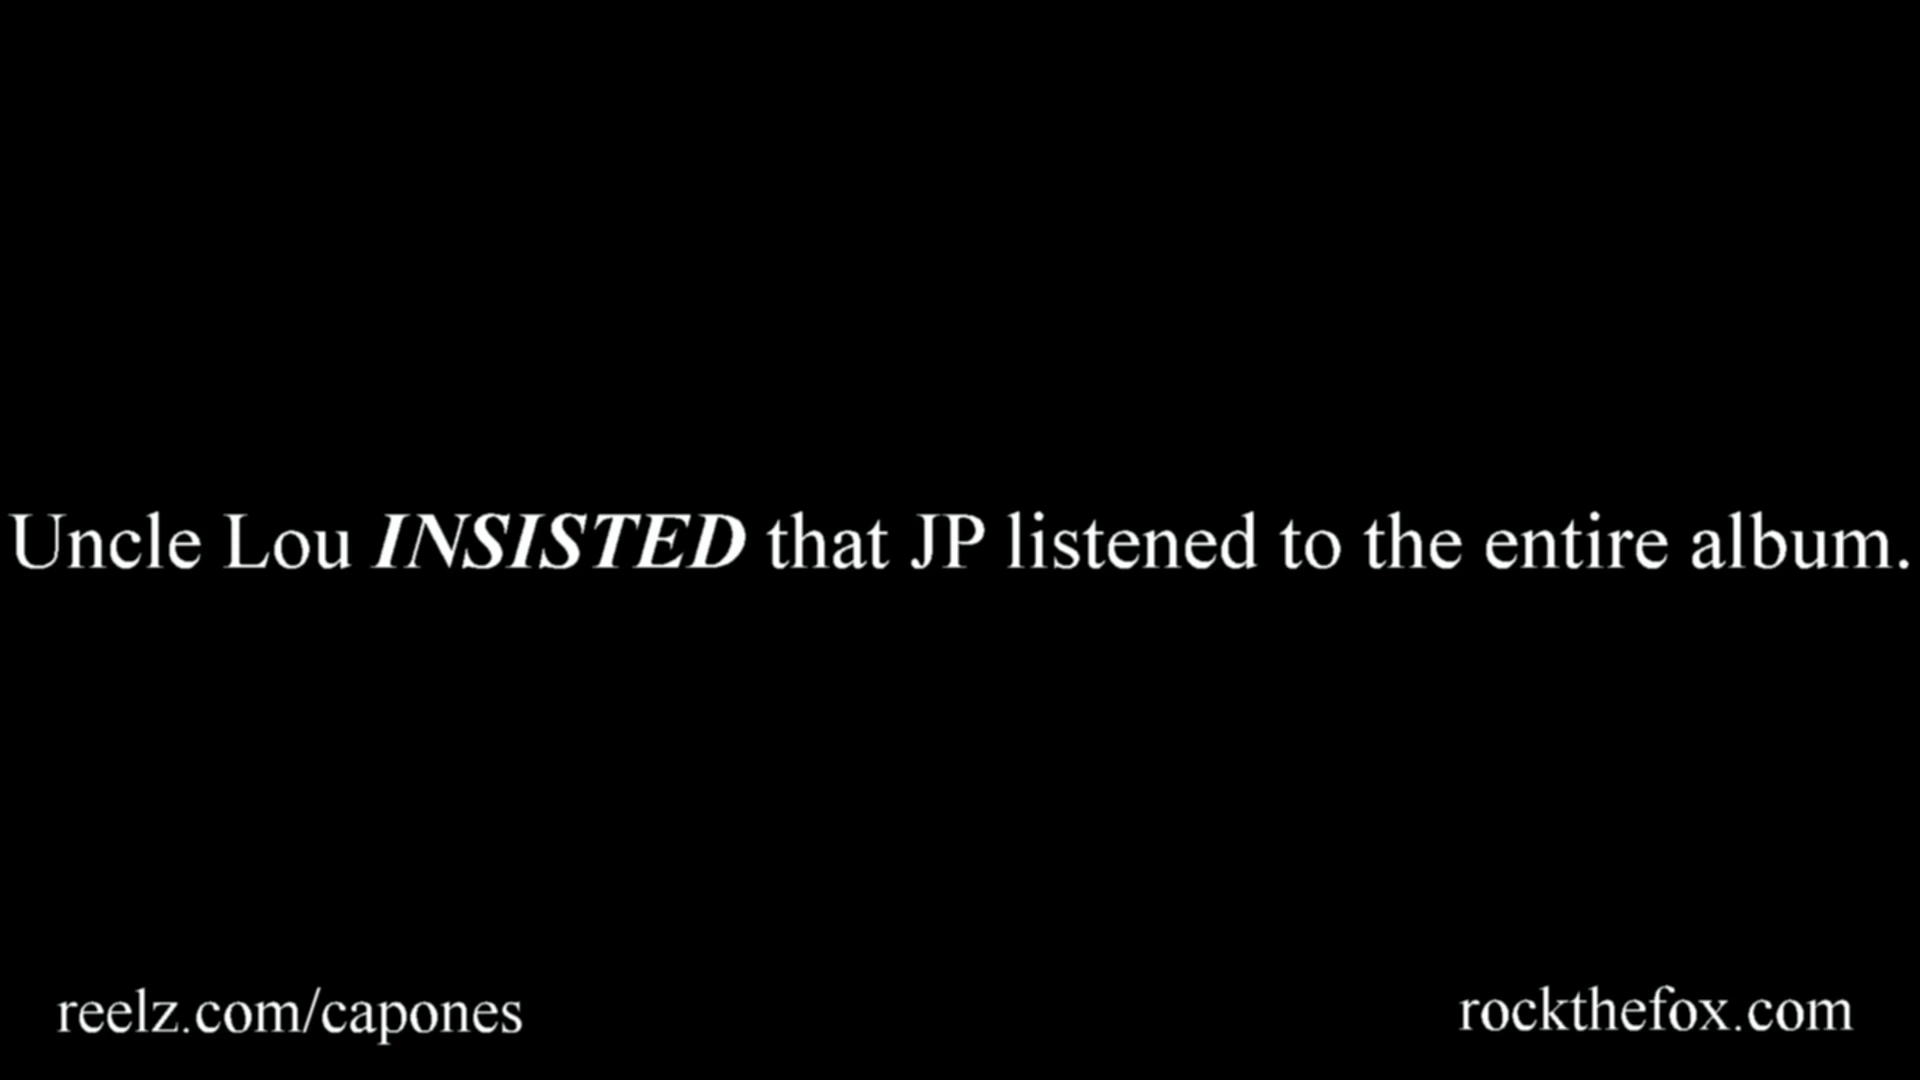 Uncle Lou INSISTED that JP listened to the entire album.
reelz.com/capones
rockthefox.com